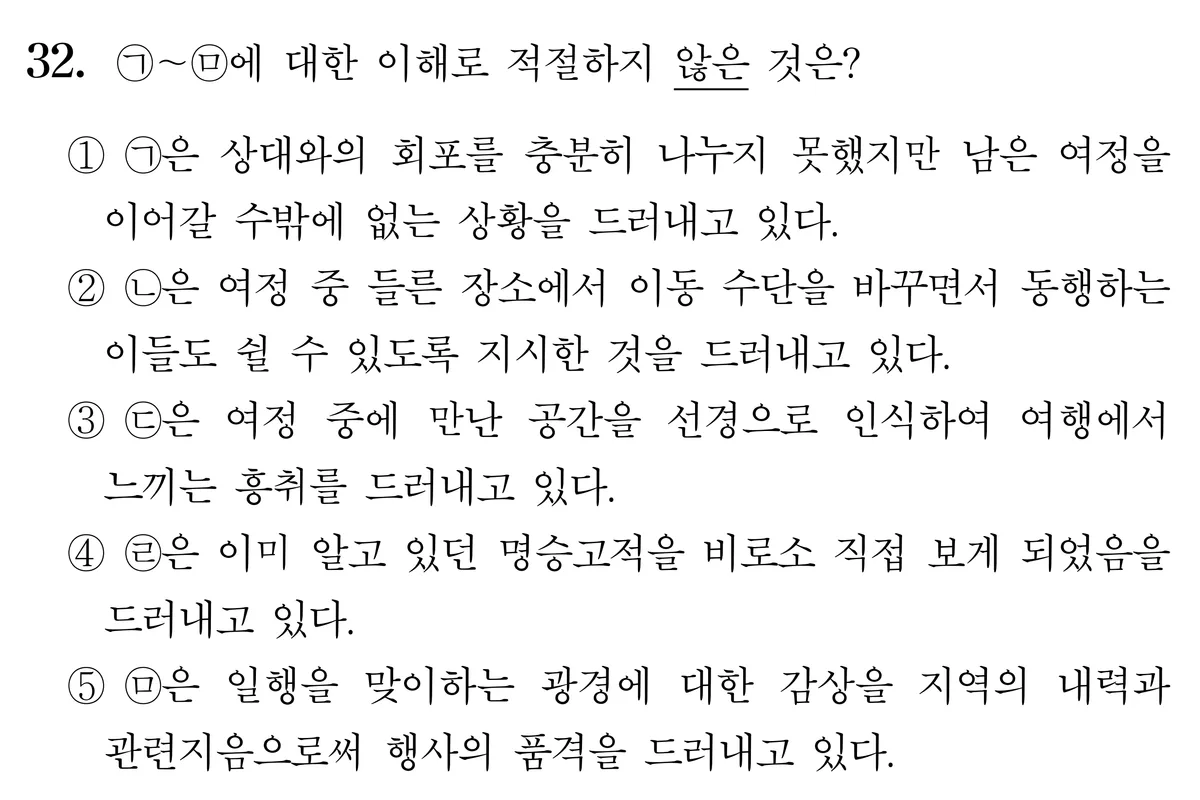 32. ㉠~㉤에 대한 이해로 적절하지 않은 것은?
① ㉠은 상대와의 회포를 충분히 나누지 못했지만 남은 여정을
이어갈 수밖에 없는 상황을 드러내고 있다.
② ㉡은 여정 중 들른 장소에서 이동 수단을 바꾸면서 동행하는
이들도 쉴 수 있도록 지시한 것을 드러내고 있다.
③ ㉢은 여정 중에 만난 공간을 선경으로 인식하여 여행에서
느끼는 흥취를 드러내고 있다.
④ ㉣은 이미 알고 있던 명승고적을 비로소 직접 보게 되었음을
드러내고 있다.
⑤ ㉤은 일행을 맞이하는 광경에 대한 감상을 지역의 내력과
관련지음으로써 행사의 품격을 드러내고 있다.